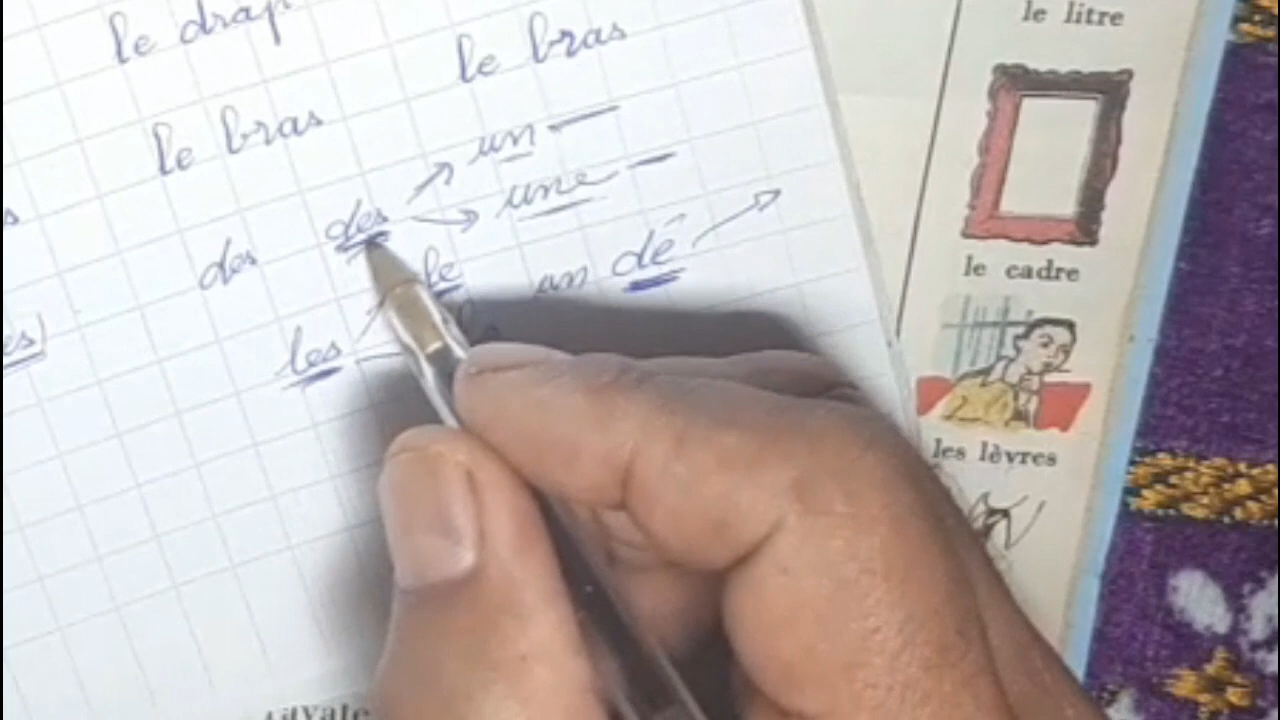 le drap
le bras
le bras
un —
une —
des des
un dé
le
les
le litre
le cadre
les lèvres